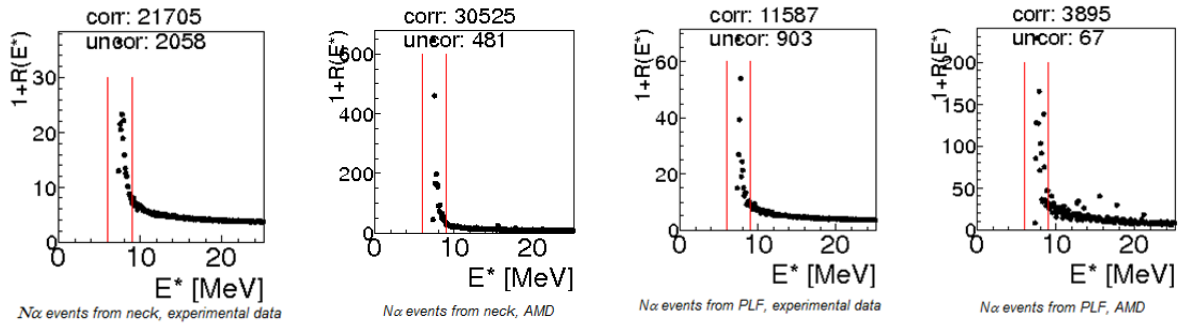 corr: 21705
uncor: 2058
1+R(E*)
30
20
10
0
0 10 20
E* [MeV]
Nα events from neck, experimental data
corr: 30525
uncor: 481
1+R(E*)
600
400
200
0
0 10 20
E* [MeV]
Nα events from neck, AMD
corr: 11587
uncor: 903
1+R(E*)
60
40
20
0
0 10 20
E* [MeV]
Nα events from PLF, experimental data
corr: 3895
uncor: 67
1+R(E*)
200
150
100
50
0
0 10 20
E* [MeV]
Nα events from PLF, AMD